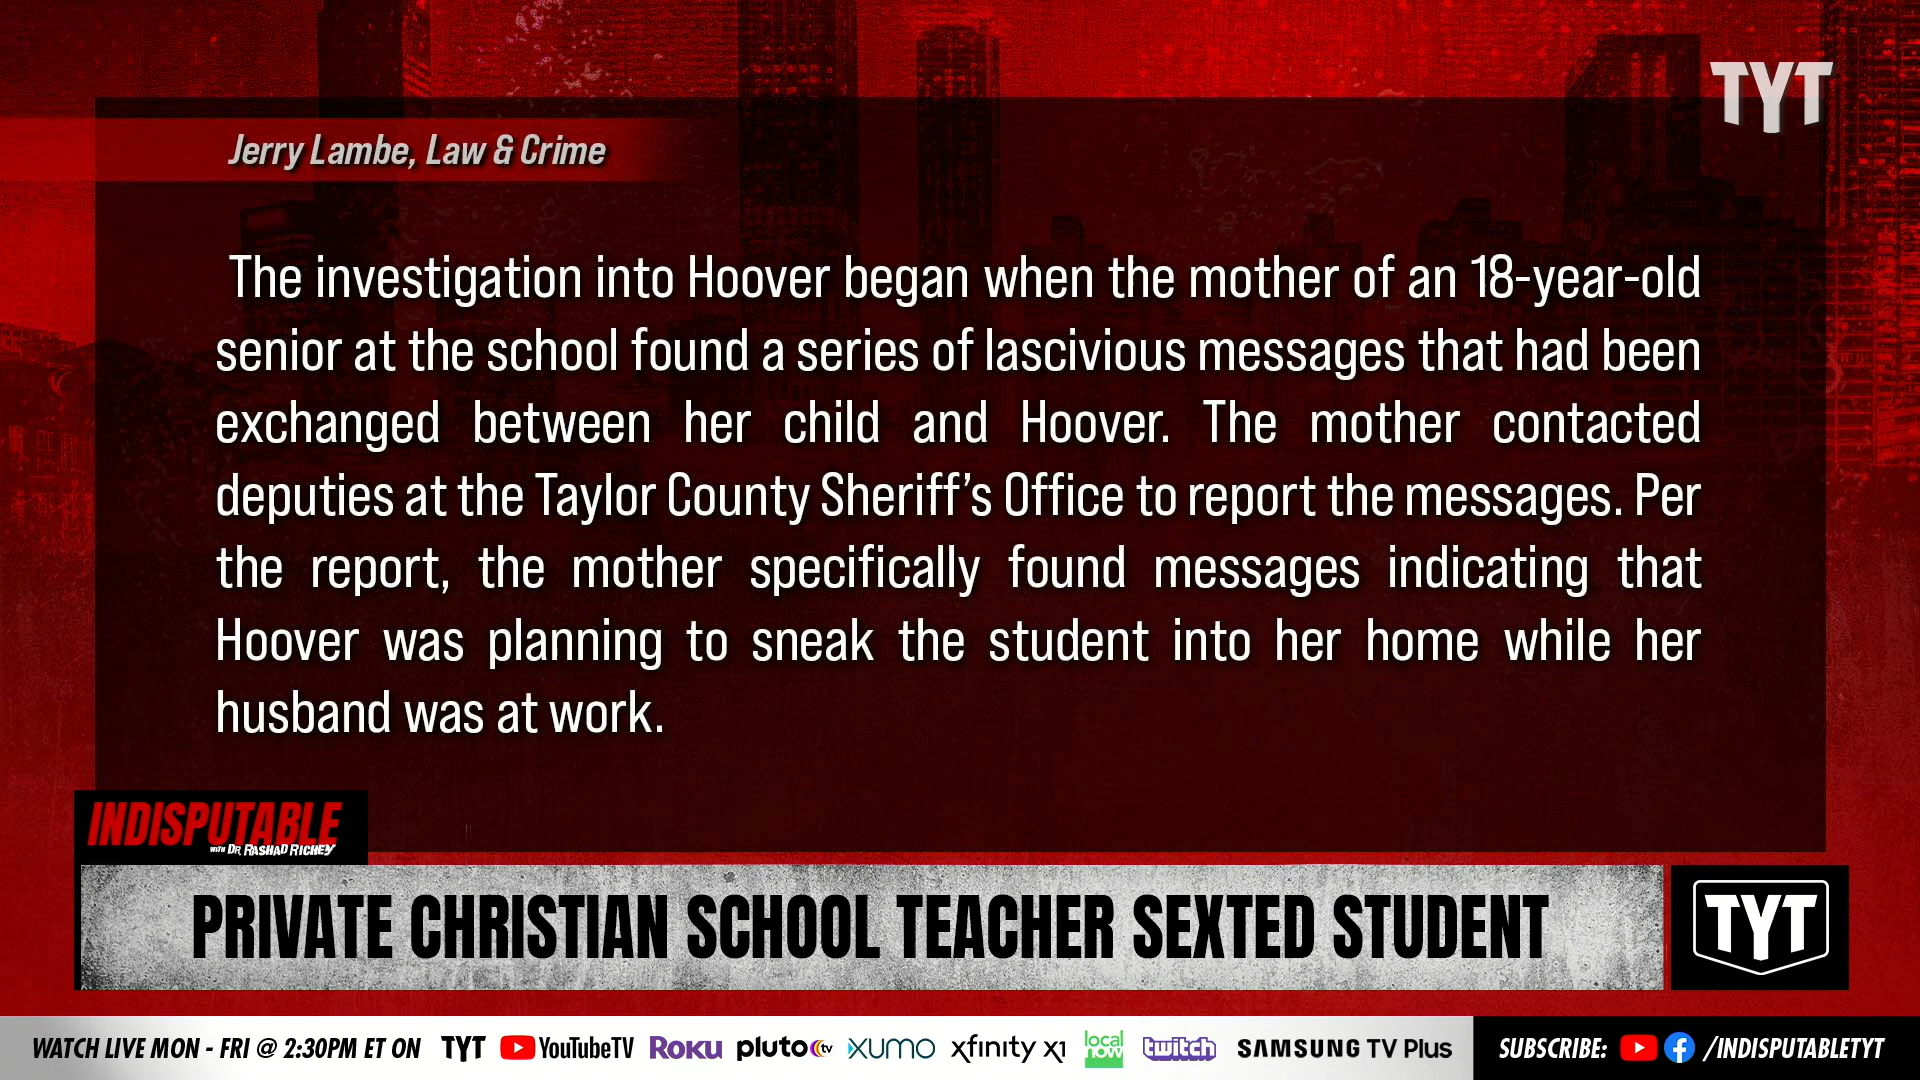 TYT
Jerry Lambe, Law & Crime
The investigation into Hoover began when the mother of an 18-year-old
senior at the school found a series of lascivious messages that had been
exchanged between her child and Hoover. The mother contacted
deputies at the Taylor County Sheriff’s Office to report the messages. Per
the report, the mother specifically found messages indicating that
Hoover was planning to sneak the student into her home while her
husband was at work.
INDISPUTABLE
WITH DR RASHAD RICHEY
PRIVATE CHRISTIAN SCHOOL TEACHER SEXTED STUDENT
TYT
WATCH LIVE MON - FRI @ 2:30PM ET ON TYT YouTubeTV ROKU pluto tv xumo xfinity x1 local now twitch SAMSUNG TV Plus SUBSCRIBE: /INDISPUTABLETYT